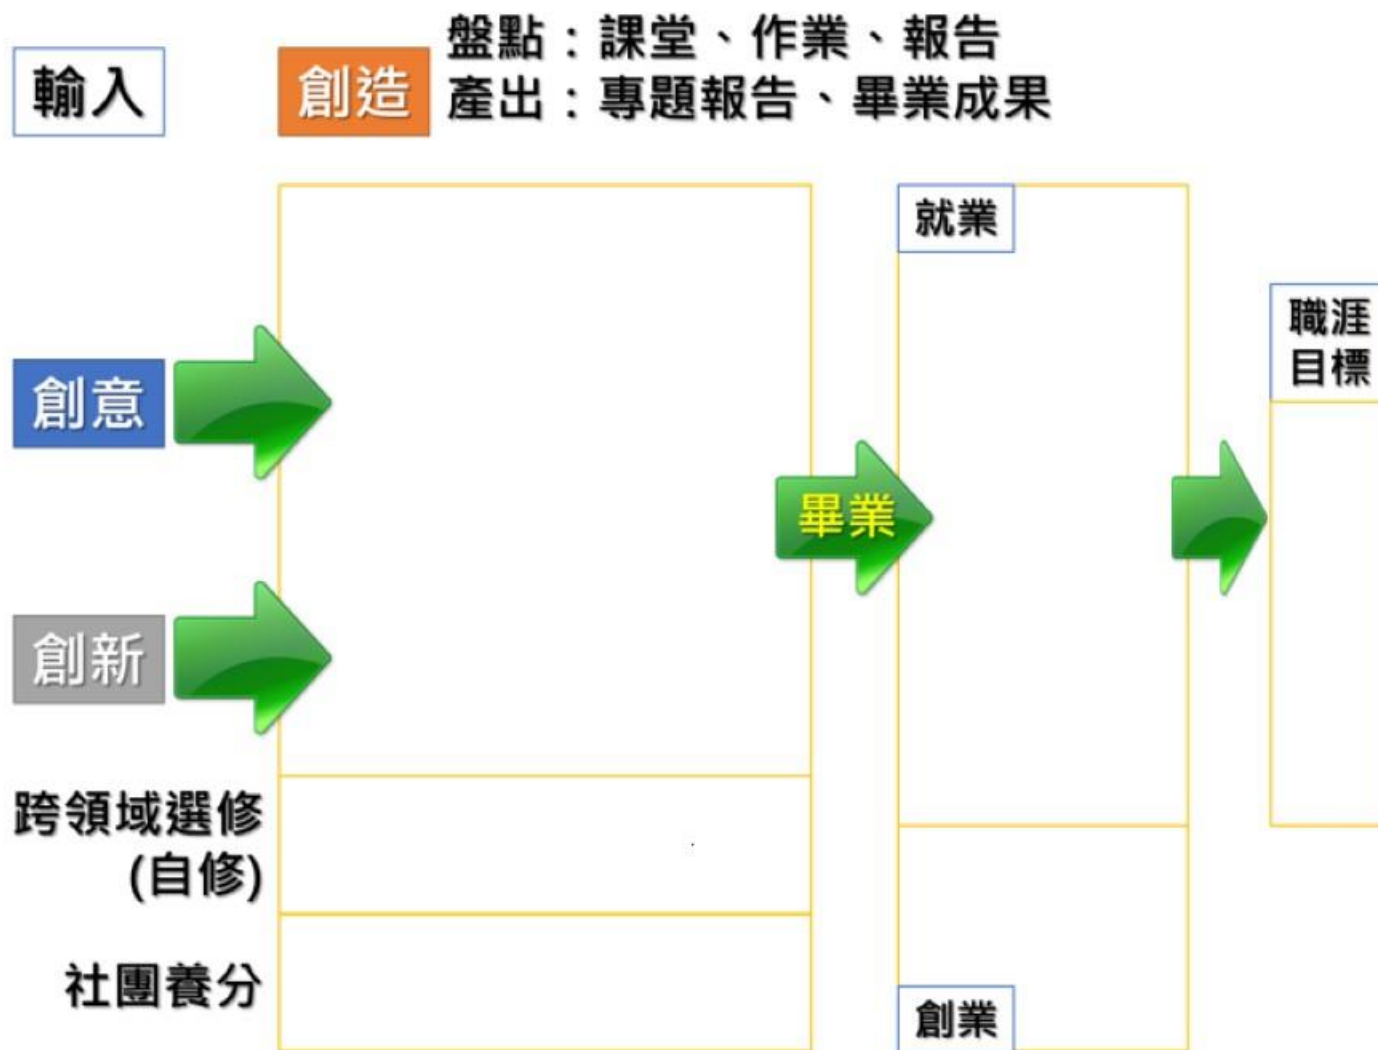 輸入
創造
盤點：課堂、作業、報告
產出：專題報告、畢業成果
就業
職涯
目標
創意
畢業
創新
跨領域選修
(自修)
社團養分
創業